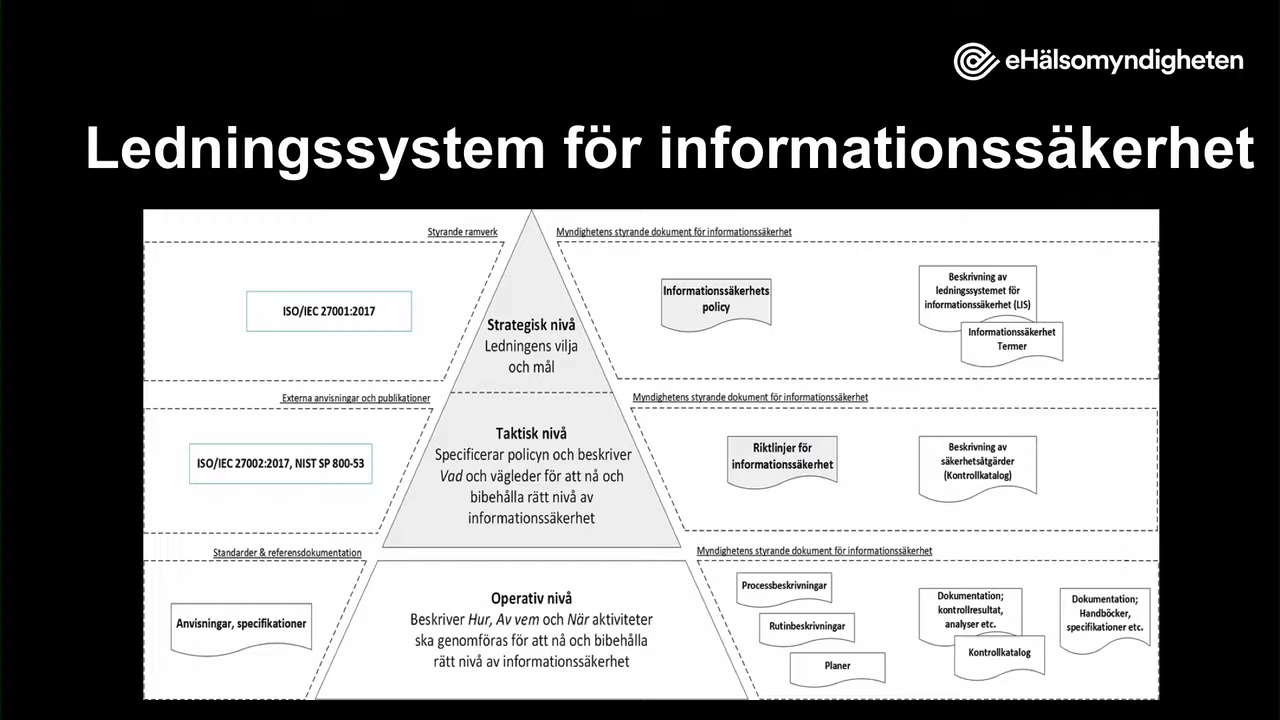 eHälsomyndigheten
Ledningssystem för informationssäkerhet
Styrande ramverk
Myndighetens styrande dokument för informationssäkerhet
ISO/IEC 27001:2017
Strategisk nivå
Ledningens vilja
och mål
Informationssäkerhets
policy
Beskrivning av
ledningssystemet för
informationssäkerhet (LIS)
Informationssäkerhet
Termer
Externa anvisningar och publikationer
Myndighetens styrande dokument för informationssäkerhet
ISO/IEC 27002:2017, NIST SP 800-53
Taktisk nivå
Specificerar policyn och beskriver
Vad och vägleder för att nå och
bibehålla rätt nivå av
informationssäkerhet
Riktlinjer för
informationssäkerhet
Beskrivning av
säkerhetsåtgärder
(Kontrollkatalog)
Standarder & referensdokumentation
Myndighetens styrande dokument för informationssäkerhet
Anvisningar, specifikationer
Operativ nivå
Beskriver Hur, Av vem och När aktiviteter
ska genomföras för att nå och bibehålla
rätt nivå av informationssäkerhet
Processbeskrivningar
Rutinbeskrivningar
Planer
Dokumentation;
kontrollresultat,
analyser etc.
Kontrollkatalog
Dokumentation;
Handböcker,
specifikationer etc.